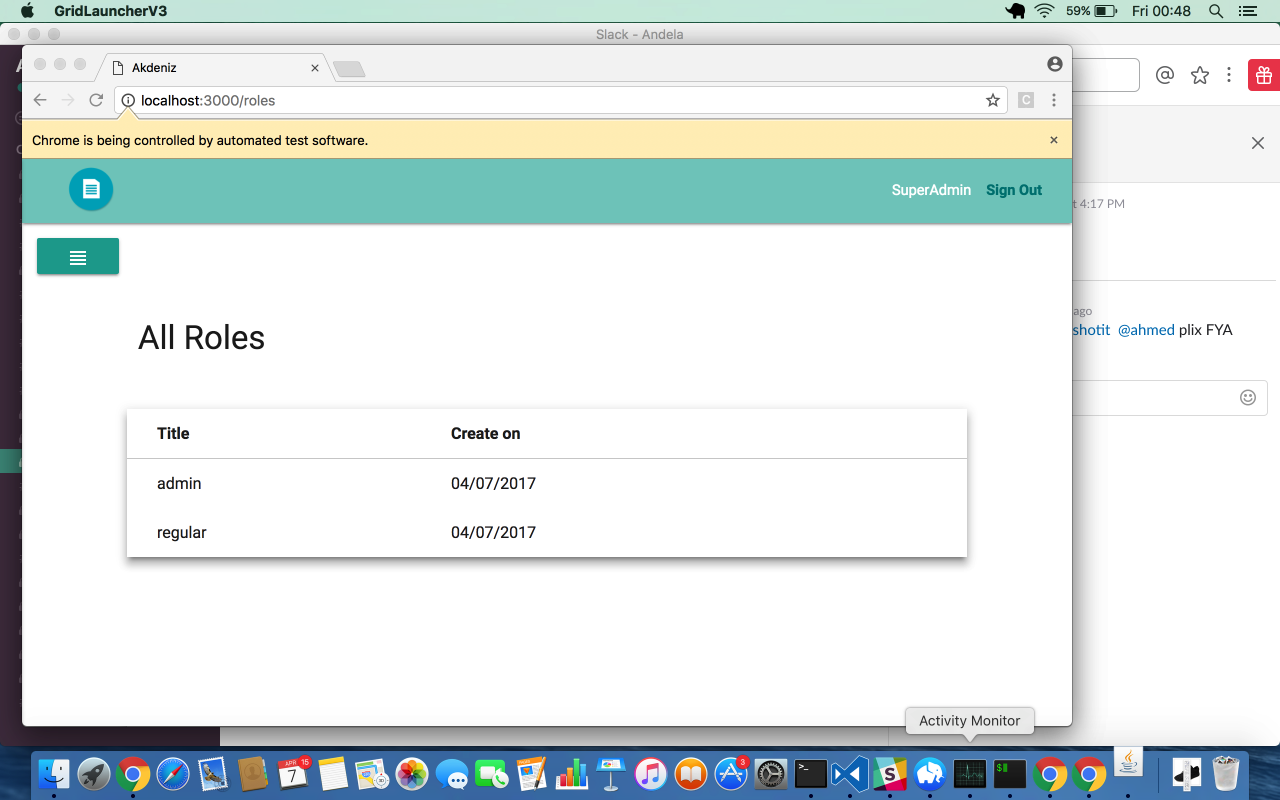 GridLauncherV3
59%
Fri 00:48
Slack - Andela
Akdeniz
localhost:3000/roles
C
Chrome is being controlled by automated test software.
SuperAdmin
Sign Out
t 4:17 PM
ago
shotit @ahmed plix FYA
All Roles
Title
Create on
admin
04/07/2017
regular
04/07/2017
Activity Monitor
APR
7
15
3